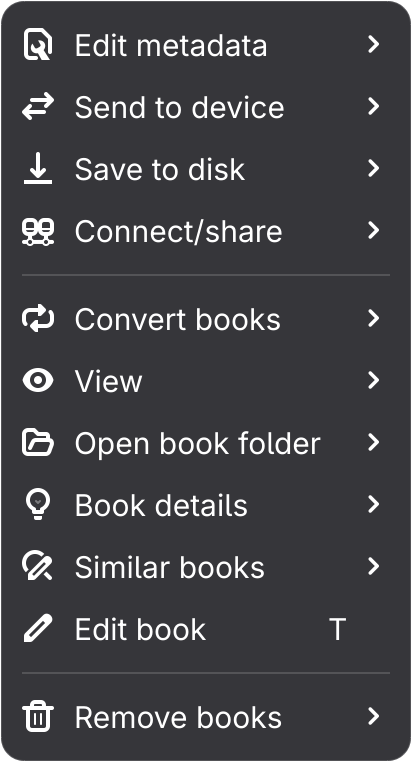 Edit metadata
Send to device
Save to disk
Connect/share
Convert books
View
Open book folder
Book details
Similar books
Edit book T
Remove books